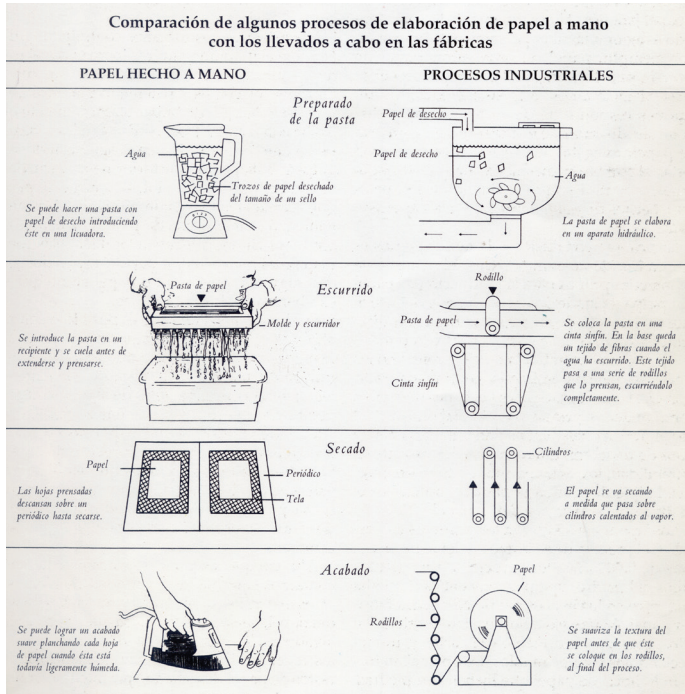 Comparación de algunos procesos de elaboración de papel a mano
con los llevados a cabo en las fábricas
PAPEL HECHO A MANO
PROCESOS INDUSTRIALES
Preparado
de la pasta
Agua
Trozos de papel desechado
del tamaño de un sello
Se puede hacer una pasta con
papel de desecho introduciendo
éste en una licuadora.
Papel de desecho
Papel de desecho
Agua
La pasta de papel se elabora
en un aparato hidráulico.
Escurrido
Pasta de papel
Molde y escurridor
Se introduce la pasta en un
recipiente y se cuela antes de
extenderse y prensarse.
Rodillo
Pasta de papel
Cinta sinfín
Se coloca la pasta en una
cinta sinfín. En la base queda
un tejido de fibras cuando el
agua ha escurrido. Este tejido
pasa a una serie de rodillos
que lo prensan, escurriéndolo
completamente.
Secado
Papel
Periódico
Tela
Las hojas prensadas
descansan sobre un
periódico hasta secarse.
Cilindros
El papel se va secando
a medida que pasa sobre
cilindros calentados al vapor.
Acabado
Se puede lograr un acabado
suave planchando cada hoja
de papel cuando ésta está
todavía ligeramente húmeda.
Papel
Rodillos
Se suaviza la textura del
papel antes de que éste
se coloque en los rodillos,
al final del proceso.